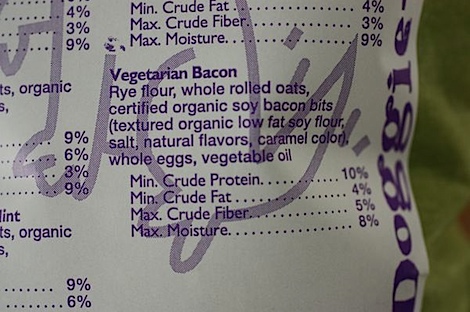 4%
3%
9%
ts, organic
s,
9%
6%
3%
9%
lint
ts, organic
s,
9%
6%
Min. Crude Fat 4%
Max. Crude Fiber 3%
Max. Moisture 9%
Vegetarian Bacon
Rye flour, whole rolled oats,
certified organic soy bacon bits
(textured organic low fat soy flour,
salt, natural flavors, caramel color),
whole eggs, vegetable oil
Min. Crude Protein 10%
Min. Crude Fat 4%
Max. Crude Fiber 5%
Max. Moisture 8%
Doggie-